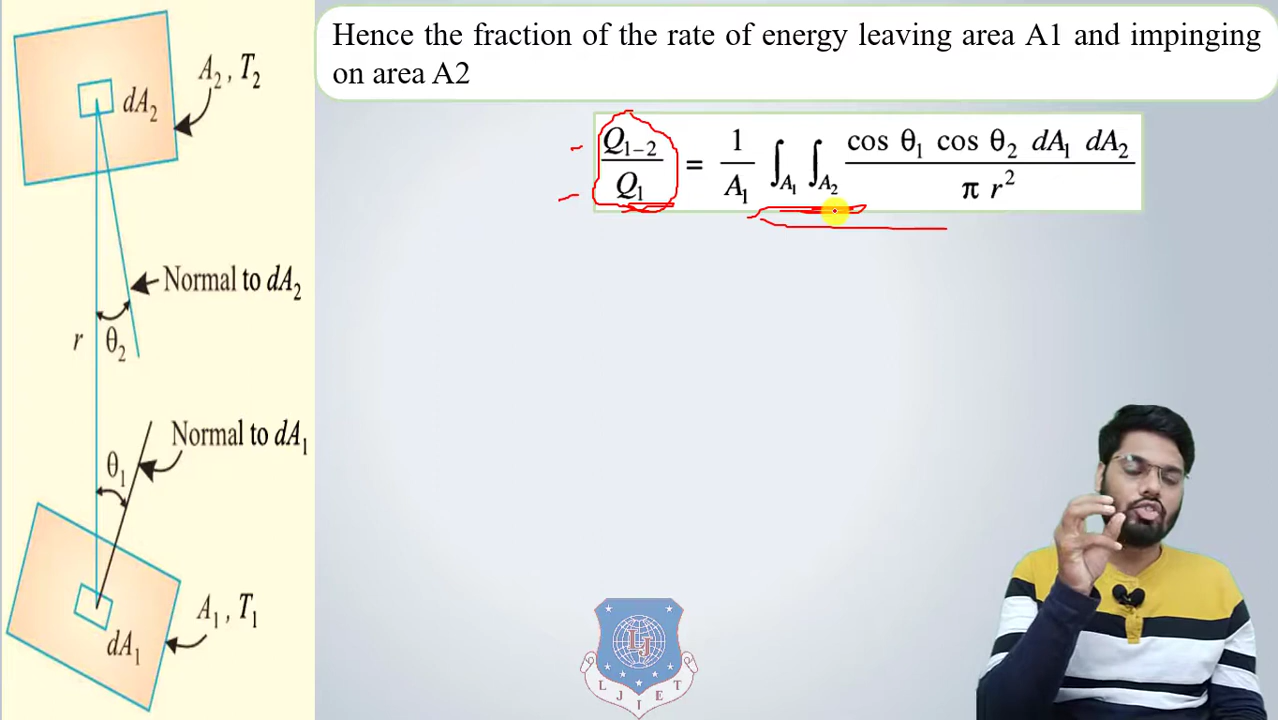 Hence the fraction of the rate of energy leaving area A1 and impinging
on area A2
Q₁₋₂ / Q₁ = 1 / A₁ ∫A₁ ∫A₂ cos θ₁ cos θ₂ dA₁ dA₂ / π r²
A₂ , T₂
dA₂
Normal to dA₂
r
θ₂
Normal to dA₁
θ₁
A₁ , T₁
dA₁
LJ
L J I E T